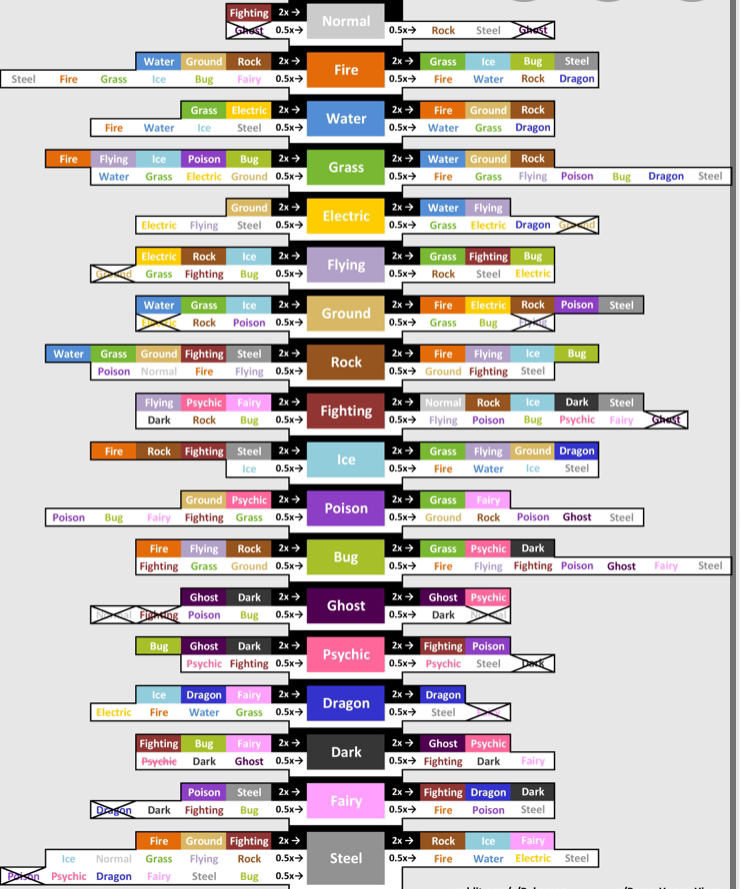 Fighting 2x → Normal
Ghost 0.5x→ 0.5x→ Rock Steel Ghost
Water Ground Rock 2x → Fire 2x → Grass Ice Bug Steel
Steel Fire Grass Ice Bug Fairy 0.5x→ 0.5x→ Fire Water Rock Dragon
Grass Electric 2x → Water 2x → Fire Ground Rock
Fire Water Ice Steel 0.5x→ 0.5x→ Water Grass Dragon
Fire Flying Ice Poison Bug 2x → Grass 2x → Water Ground Rock
Water Grass Electric Ground 0.5x→ 0.5x→ Fire Grass Flying Poison Bug Dragon Steel
Ground 2x → Electric 2x → Water Flying
Electric Flying Steel 0.5x→ 0.5x→ Grass Electric Dragon Ground
Electric Rock Ice 2x → Flying 2x → Grass Fighting Bug
Ground Grass Fighting Bug 0.5x→ 0.5x→ Rock Steel Electric
Water Grass Ice 2x → Ground 2x → Fire Electric Rock Poison Steel
Electric Rock Poison 0.5x→ 0.5x→ Grass Bug Flying
Water Grass Ground Fighting Steel 2x → Rock 2x → Fire Flying Ice Bug
Poison Normal Fire Flying 0.5x→ 0.5x→ Ground Fighting Steel
Flying Psychic Fairy 2x → Fighting 2x → Normal Rock Ice Dark Steel
Dark Rock Bug 0.5x→ 0.5x→ Flying Poison Bug Psychic Fairy Ghost
Fire Rock Fighting Steel 2x → Ice 2x → Grass Flying Ground Dragon
Ice 0.5x→ 0.5x→ Fire Water Ice Steel
Ground Psychic 2x → Poison 2x → Grass Fairy
Poison Bug Fairy Fighting Grass 0.5x→ 0.5x→ Ground Rock Poison Ghost Steel
Fire Flying Rock 2x → Bug 2x → Grass Psychic Dark
Fighting Grass Ground 0.5x→ 0.5x→ Fire Flying Fighting Poison Ghost Fairy Steel
Ghost Dark 2x → Ghost 2x → Ghost Psychic
Normal Fighting Poison Bug 0.5x→ 0.5x→ Dark Normal
Bug Ghost Dark 2x → Psychic 2x → Fighting Poison
Psychic Fighting 0.5x→ 0.5x→ Psychic Steel Dark
Ice Dragon Fairy 2x → Dragon 2x → Dragon
Electric Fire Water Grass 0.5x→ 0.5x→ Steel Fairy
Fighting Bug Fairy 2x → Dark 2x → Ghost Psychic
Psychic Dark Ghost 0.5x→ 0.5x→ Fighting Dark Fairy
Poison Steel 2x → Fairy 2x → Fighting Dragon Dark
Dragon Dark Fighting Bug 0.5x→ 0.5x→ Fire Poison Steel
Fire Ground Fighting 2x → Steel 2x → Rock Ice Fairy
Ice Normal Grass Flying Rock 0.5x→ 0.5x→ Fire Water Electric Steel
Poison Psychic Dragon Fairy Steel Bug 0.5x→